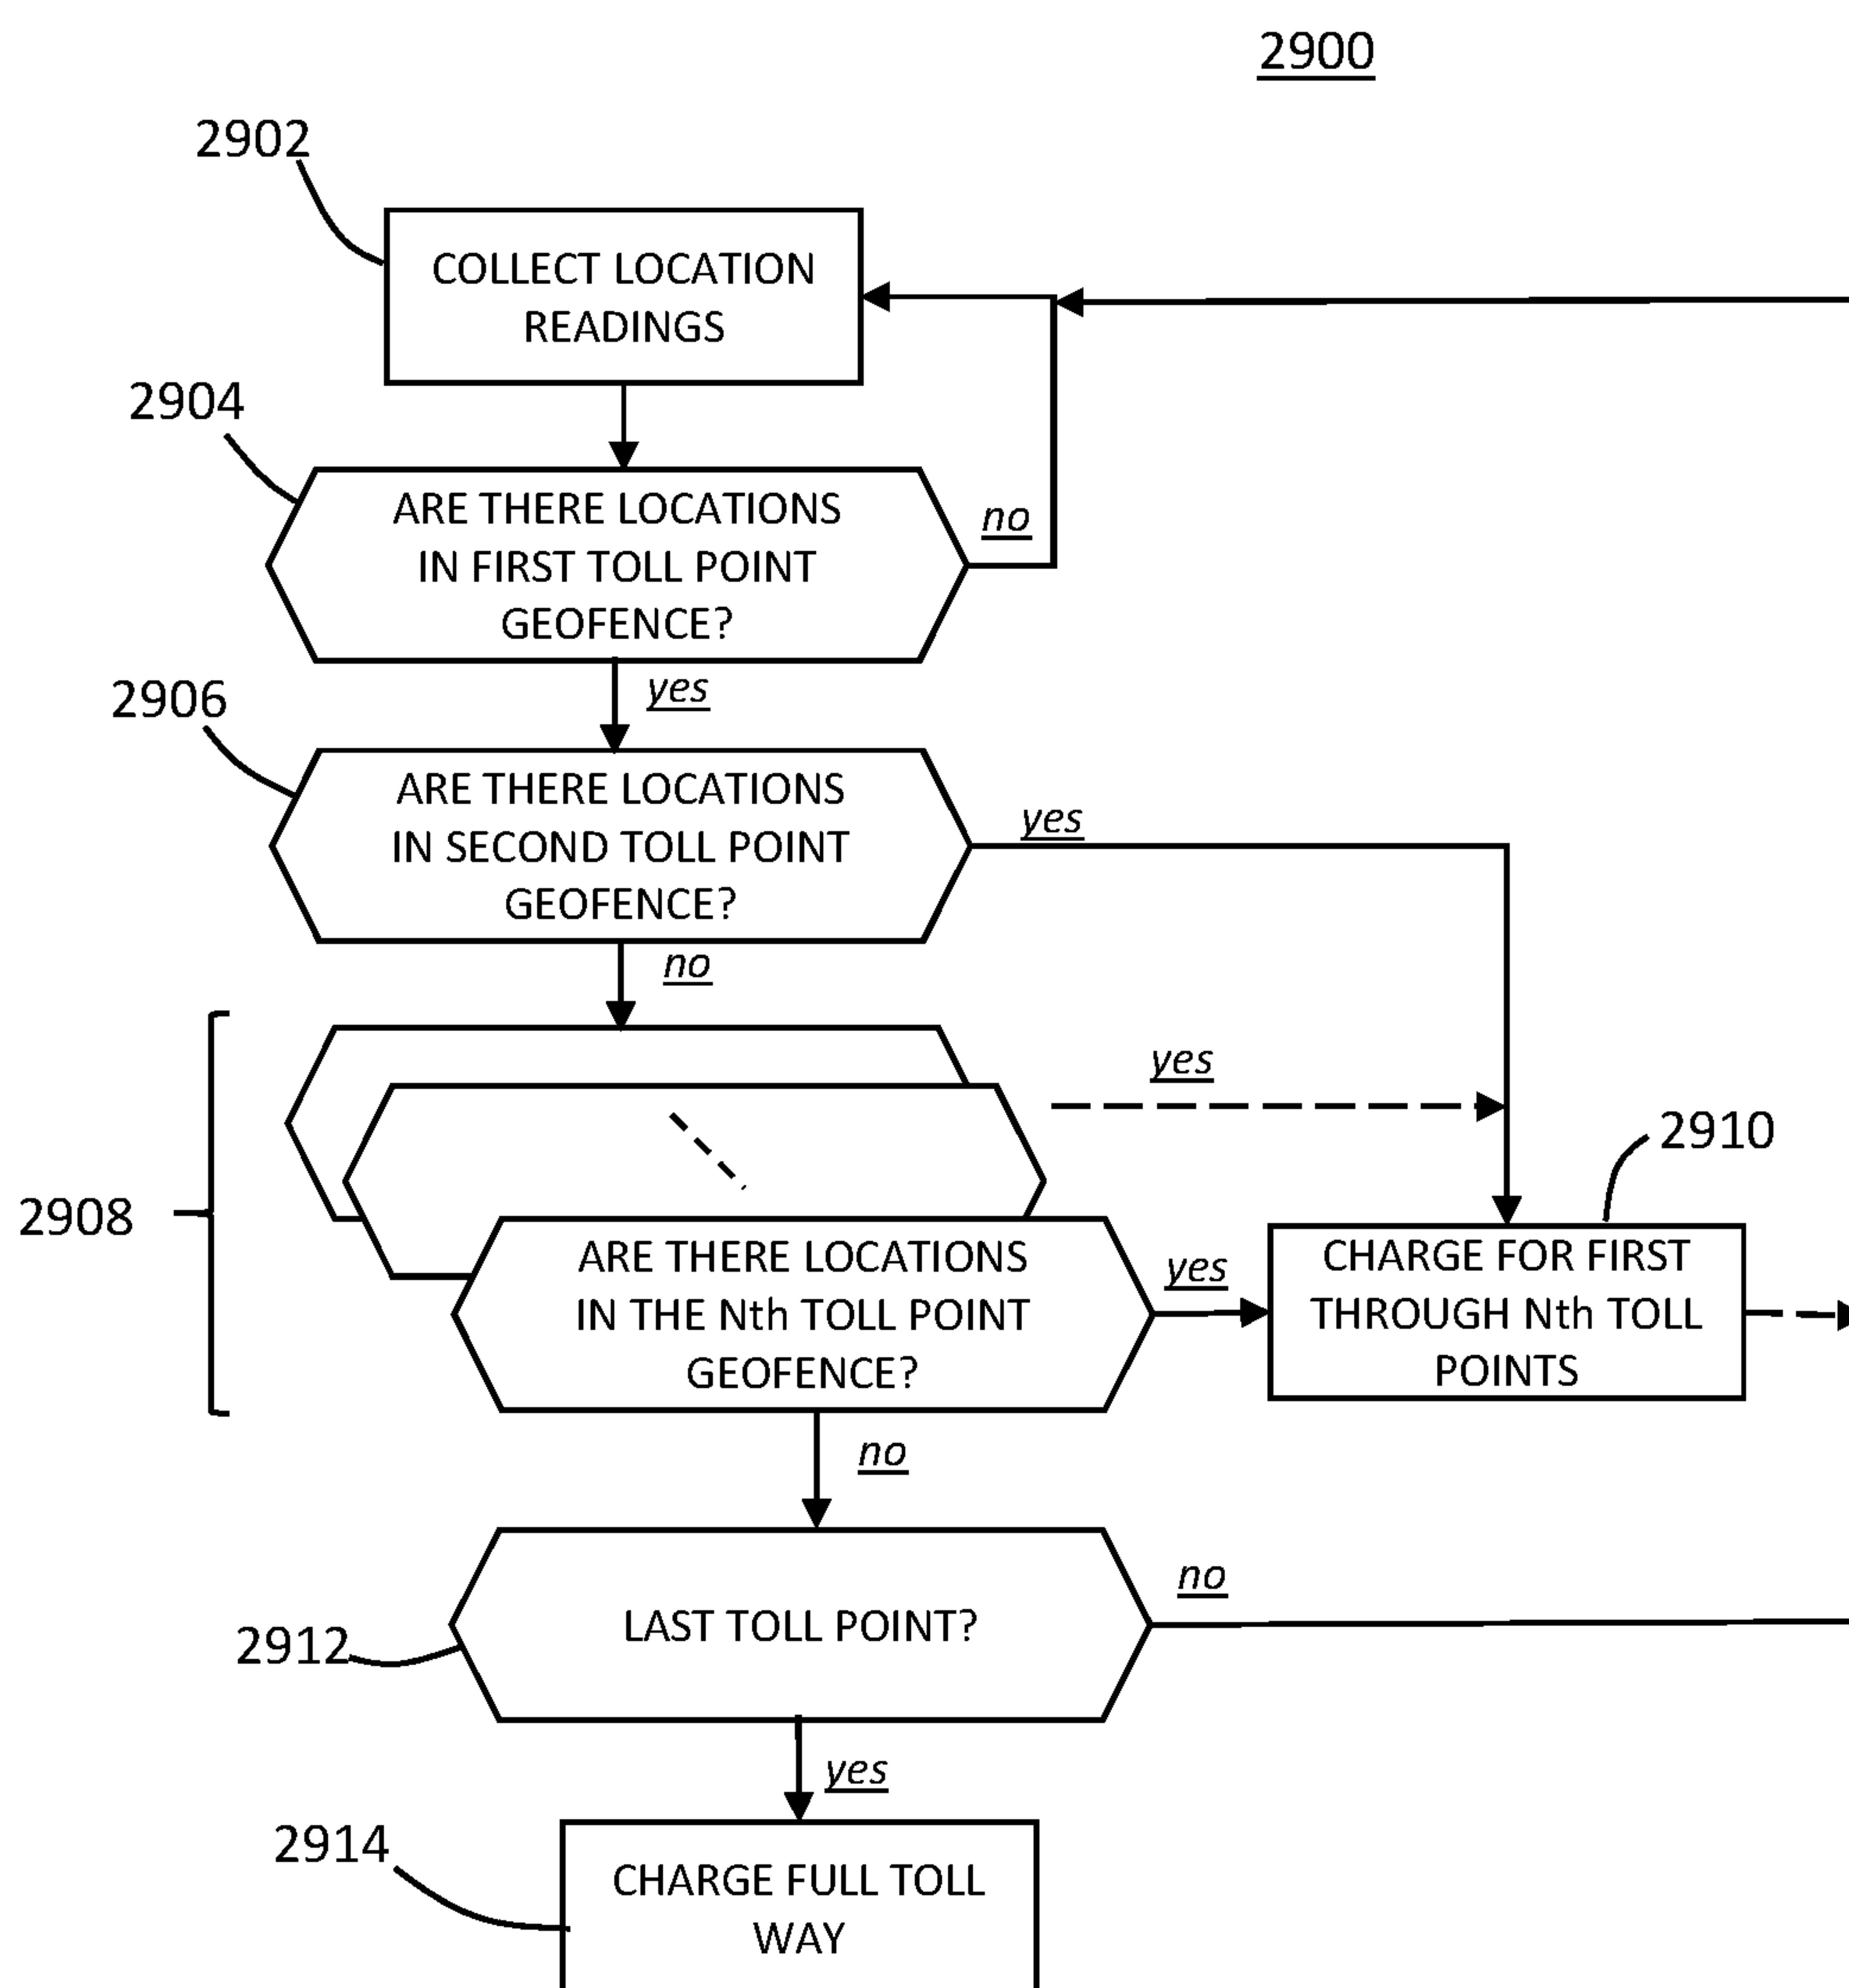 2900
2902
COLLECT LOCATION
READINGS
2904
ARE THERE LOCATIONS
IN FIRST TOLL POINT
GEOFENCE?
no
yes
2906
ARE THERE LOCATIONS
IN SECOND TOLL POINT
GEOFENCE?
yes
no
yes
2908
2910
ARE THERE LOCATIONS
IN THE Nth TOLL POINT
GEOFENCE?
yes
CHARGE FOR FIRST
THROUGH Nth TOLL
POINTS
no
LAST TOLL POINT?
no
2912
yes
2914
CHARGE FULL TOLL
WAY